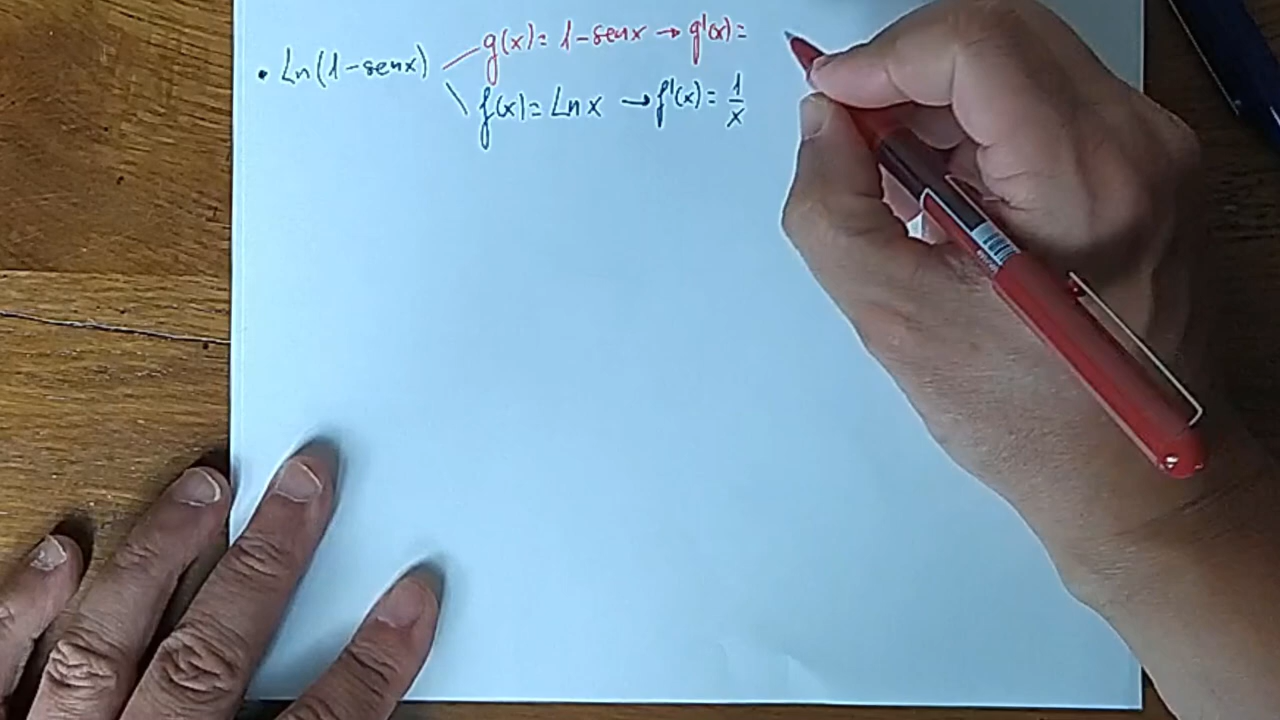 • Ln(1-senx)
g(x)= 1-senx → g'(x)=
f(x)= Ln x → f'(x)= 1/x